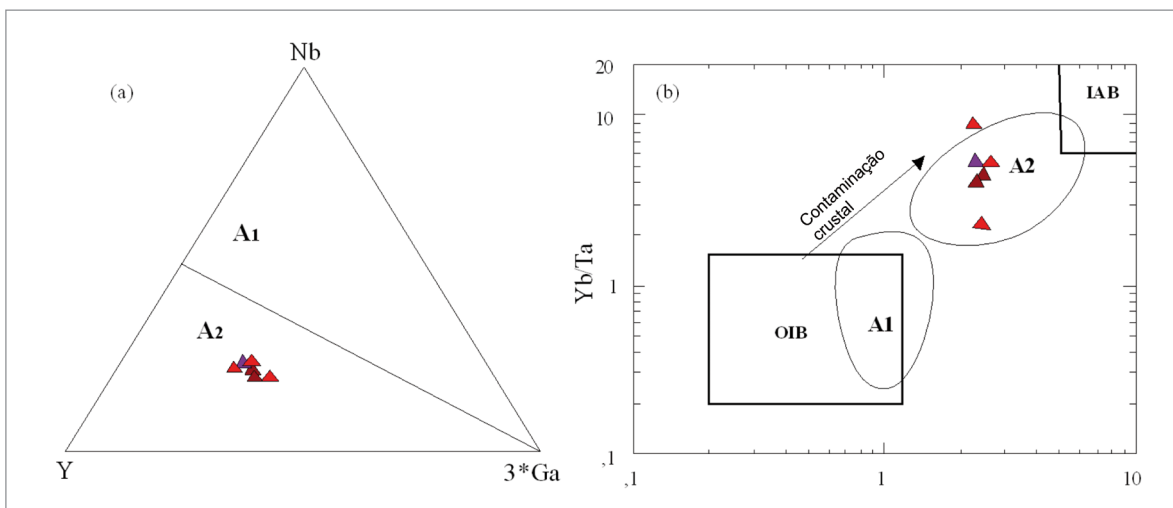 Nb
(a)
A1
A2
Y
3*Ga
20
(b)
IAB
10
A2
Contaminação
crustal
Yb/Ta
1
OIB
A1
,1
,1
1
10